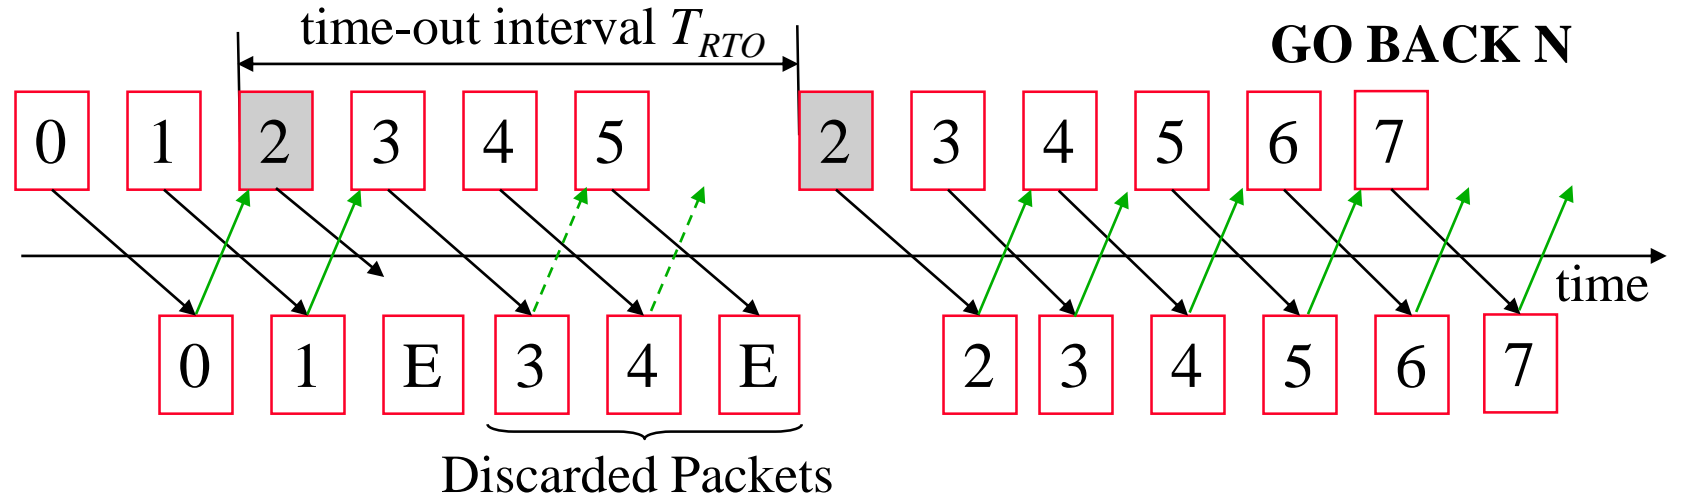 time-out interval T_RTO
GO BACK N
0 1 2 3 4 5 2 3 4 5 6 7
time
0 1 E 3 4 E 2 3 4 5 6 7
Discarded Packets